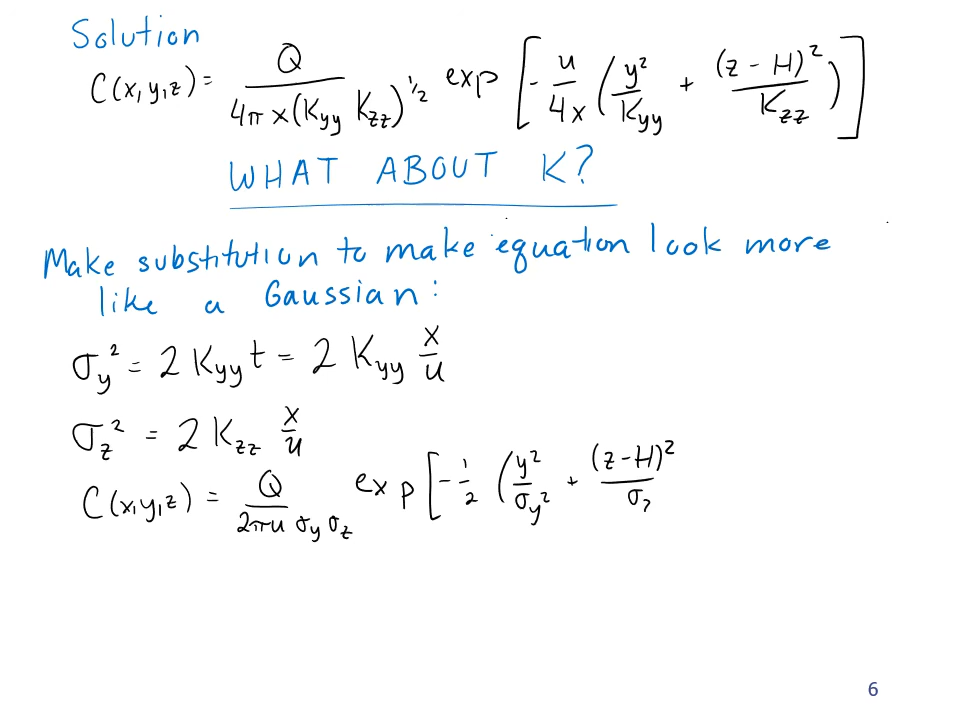 Solution
C(x,y,z) = Q / 4π x (Kyy Kzz)^1/2 exp [ - u/4x ( y²/Kyy + (z - H)²/Kzz ) ]
WHAT ABOUT K?
Make substitution to make equation look more
like a Gaussian:
σy² = 2 Kyy t = 2 Kyy x/u
σz² = 2 Kzz x/u
C(x,y,z) = Q / 2πu σy σz exp [ - 1/2 ( y²/σy² + (z-H)²/σ
6